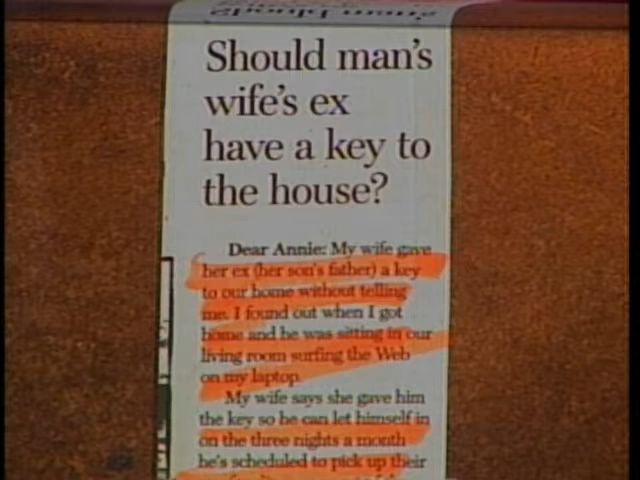 Should man's
wife's ex
have a key to
the house?
Dear Annie: My wife gave
her ex (her son's father) a key
to our home without telling
me. I found out when I got
home and he was sitting in our
living room surfing the Web
on my laptop.
My wife says she gave him
the key so he can let himself in
on the three nights a month
he's scheduled to pick up their